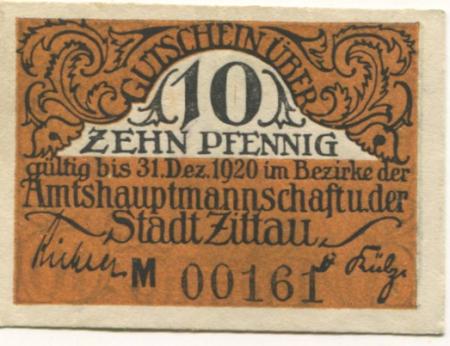 GUTSCHEIN ÜBER
10
ZEHN PFENNIG
gültig bis 31. Dez. 1920 im Bezirke der
Amtshauptmannschaft u. der
Stadt Zittau
M 00161